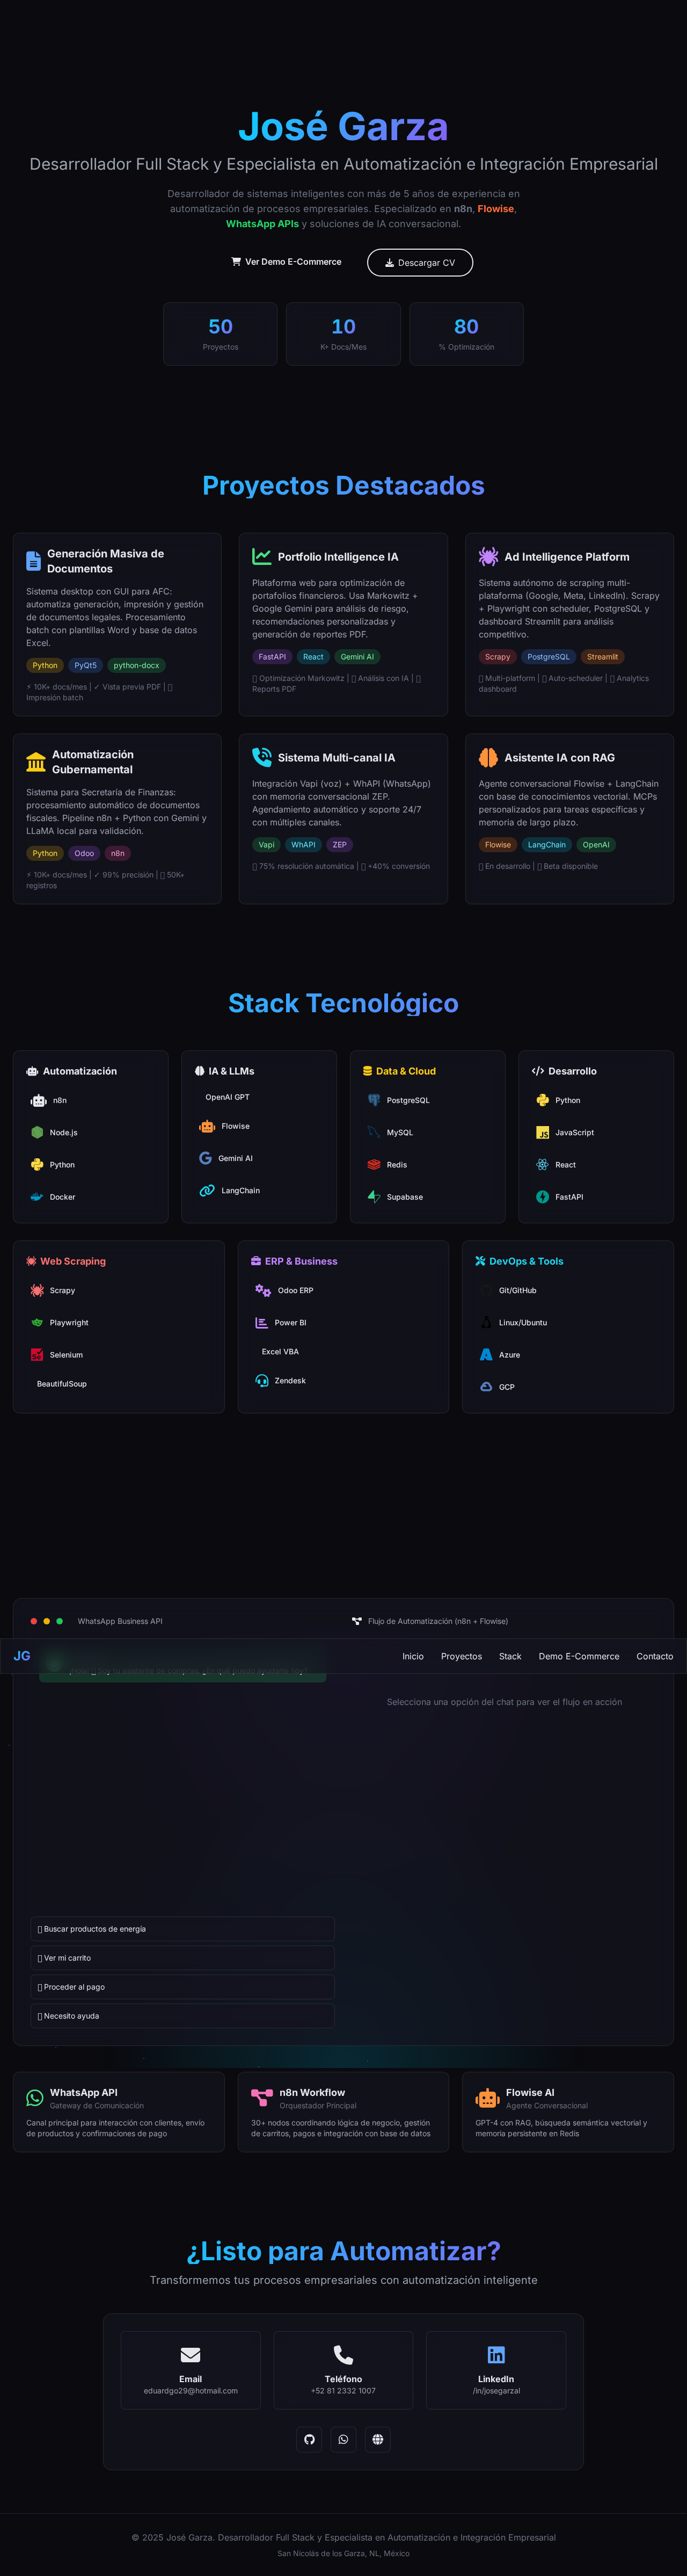 José Garza
Desarrollador Full Stack y Especialista en Automatización e Integración Empresarial
Desarrollador de sistemas inteligentes con más de 5 años de experiencia en
automatización de procesos empresariales. Especializado en n8n, Flowise,
WhatsApp APIs y soluciones de IA conversacional.
Ver Demo E-Commerce
Descargar CV
50
Proyectos
10
K+ Docs/Mes
80
% Optimización
Proyectos Destacados
Generación Masiva de
Documentos
Sistema desktop con GUI para AFC:
automatiza generación, impresión y gestión
de documentos legales. Procesamiento
batch con plantillas Word y base de datos
Excel.
Python PyQt5 python-docx
⚡ 10K+ docs/mes | ✓ Vista previa PDF |
Impresión batch
Portfolio Intelligence IA
Plataforma web para optimización de
portafolios financieros. Usa Markowitz +
Google Gemini para análisis de riesgo,
recomendaciones personalizadas y
generación de reportes PDF.
FastAPI React Gemini AI
Optimización Markowitz | Análisis con IA |
Reports PDF
Ad Intelligence Platform
Sistema autónomo de scraping multi-
plataforma (Google, Meta, LinkedIn). Scrapy
+ Playwright con scheduler, PostgreSQL y
dashboard Streamlit para análisis
competitivo.
Scrapy PostgreSQL Streamlit
Multi-platform | Auto-scheduler | Analytics
dashboard
Automatización
Gubernamental
Sistema para Secretaría de Finanzas:
procesamiento automático de documentos
fiscales. Pipeline n8n + Python con Gemini y
LLaMA local para validación.
Python Odoo n8n
⚡ 10K+ docs/mes | ✓ 99% precisión | 50K+
registros
Sistema Multi-canal IA
Integración Vapi (voz) + WhAPI (WhatsApp)
con memoria conversacional ZEP.
Agendamiento automático y soporte 24/7
con múltiples canales.
Vapi WhAPI ZEP
75% resolución automática | +40% conversión
Asistente IA con RAG
Agente conversacional Flowise + LangChain
con base de conocimientos vectorial. MCPs
personalizados para tareas específicas y
memoria de largo plazo.
Flowise LangChain OpenAI
En desarrollo | Beta disponible
Stack Tecnológico
Automatización
n8n
Node.js
Python
Docker
IA & LLMs
OpenAI GPT
Flowise
Gemini AI
LangChain
Data & Cloud
PostgreSQL
MySQL
Redis
Supabase
Desarrollo
Python
JavaScript
React
FastAPI
Web Scraping
Scrapy
Playwright
Selenium
BeautifulSoup
ERP & Business
Odoo ERP
Power BI
Excel VBA
Zendesk
DevOps & Tools
Git/GitHub
Linux/Ubuntu
Azure
GCP
WhatsApp Business API
Flujo de Automatización (n8n + Flowise)
JG
Inicio Proyectos Stack Demo E-Commerce Contacto
Selecciona una opción del chat para ver el flujo en acción
Buscar productos de energía
Ver mi carrito
Proceder al pago
Necesito ayuda
WhatsApp API
Gateway de Comunicación
Canal principal para interacción con clientes, envío
de productos y confirmaciones de pago
n8n Workflow
Orquestador Principal
30+ nodos coordinando lógica de negocio, gestión
de carritos, pagos e integración con base de datos
Flowise AI
Agente Conversacional
GPT-4 con RAG, búsqueda semántica vectorial y
memoria persistente en Redis
¿Listo para Automatizar?
Transformemos tus procesos empresariales con automatización inteligente
Email
eduardgo29@hotmail.com
Teléfono
+52 81 2332 1007
LinkedIn
/in/josegarzal
© 2025 José Garza. Desarrollador Full Stack y Especialista en Automatización e Integración Empresarial
San Nicolás de los Garza, NL, México